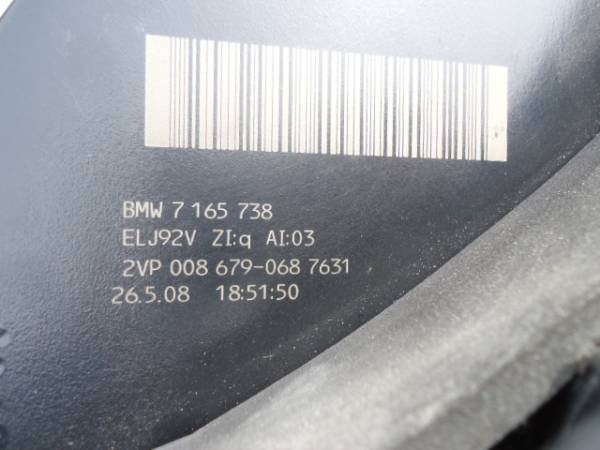 BMW 7 165 738
ELJ92V ZI:q AI:03
2VP 008 679-068 7631
26.5.08 18:51:50